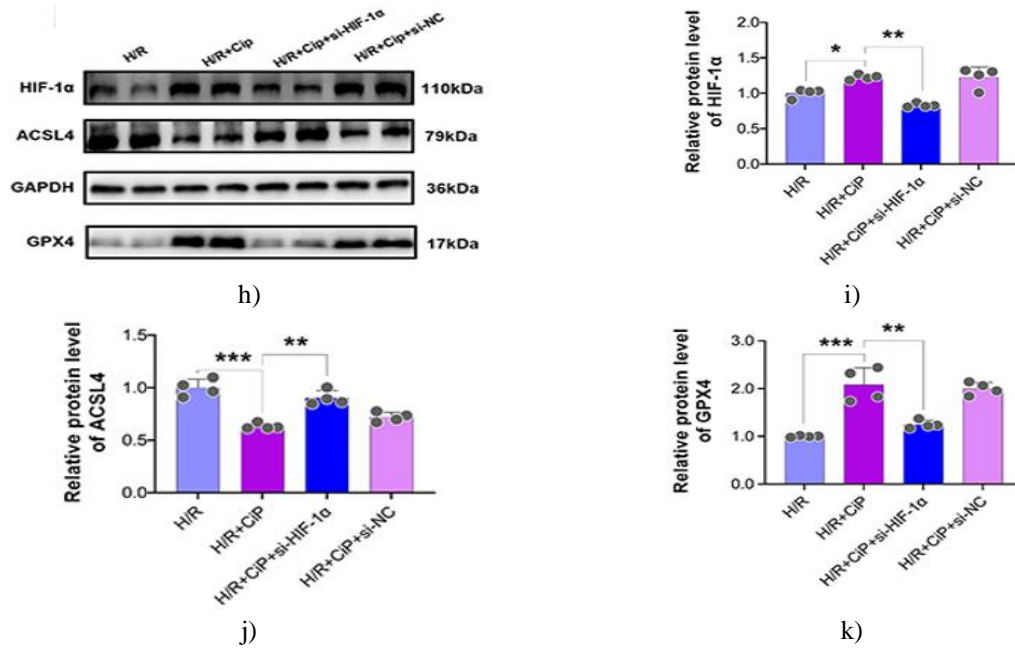 H/R H/R+Cip H/R+Cip+si-HIF-1α H/R+Cip+si-NC
HIF-1α 110kDa
ACSL4 79kDa
GAPDH 36kDa
GPX4 17kDa
h)
Relative protein level
of HIF-1α
2.0
1.5
1.0
0.5
0.0
* **
H/R H/R+CiP H/R+CiP+si-HIF-1α H/R+CiP+si-NC
i)
Relative protein level
of ACSL4
1.5
1.0
0.5
0.0
*** **
H/R H/R+CiP H/R+CiP+si-HIF-1α H/R+CiP+si-NC
j)
Relative protein level
of GPX4
3.0
2.0
1.0
0.0
*** **
H/R H/R+CiP H/R+CiP+si-HIF-1α H/R+CiP+si-NC
k)